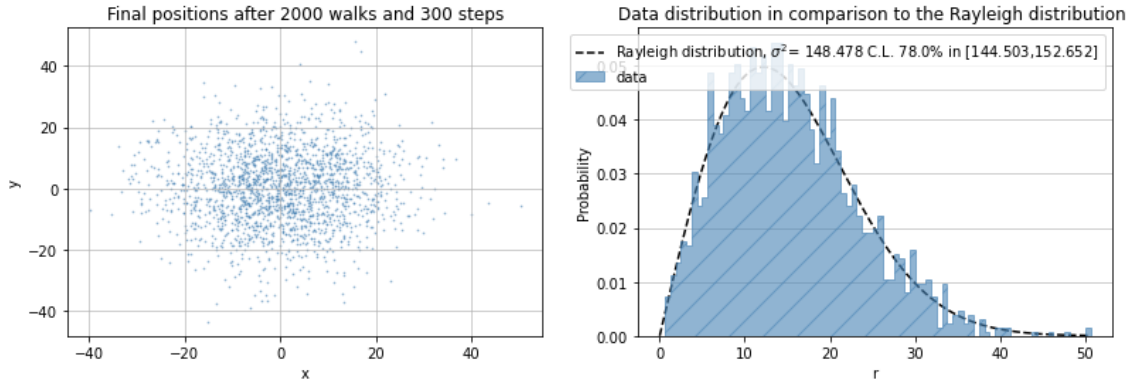 Final positions after 2000 walks and 300 steps
40
20
0
−20
−40
y
−40
−20
0
20
40
x
Data distribution in comparison to the Rayleigh distribution
Rayleigh distribution, σ²= 148.478 C.L. 78.0% in [144.503,152.652]
data
0.05
0.04
0.03
0.02
0.01
0.00
Probability
0
10
20
30
40
50
r